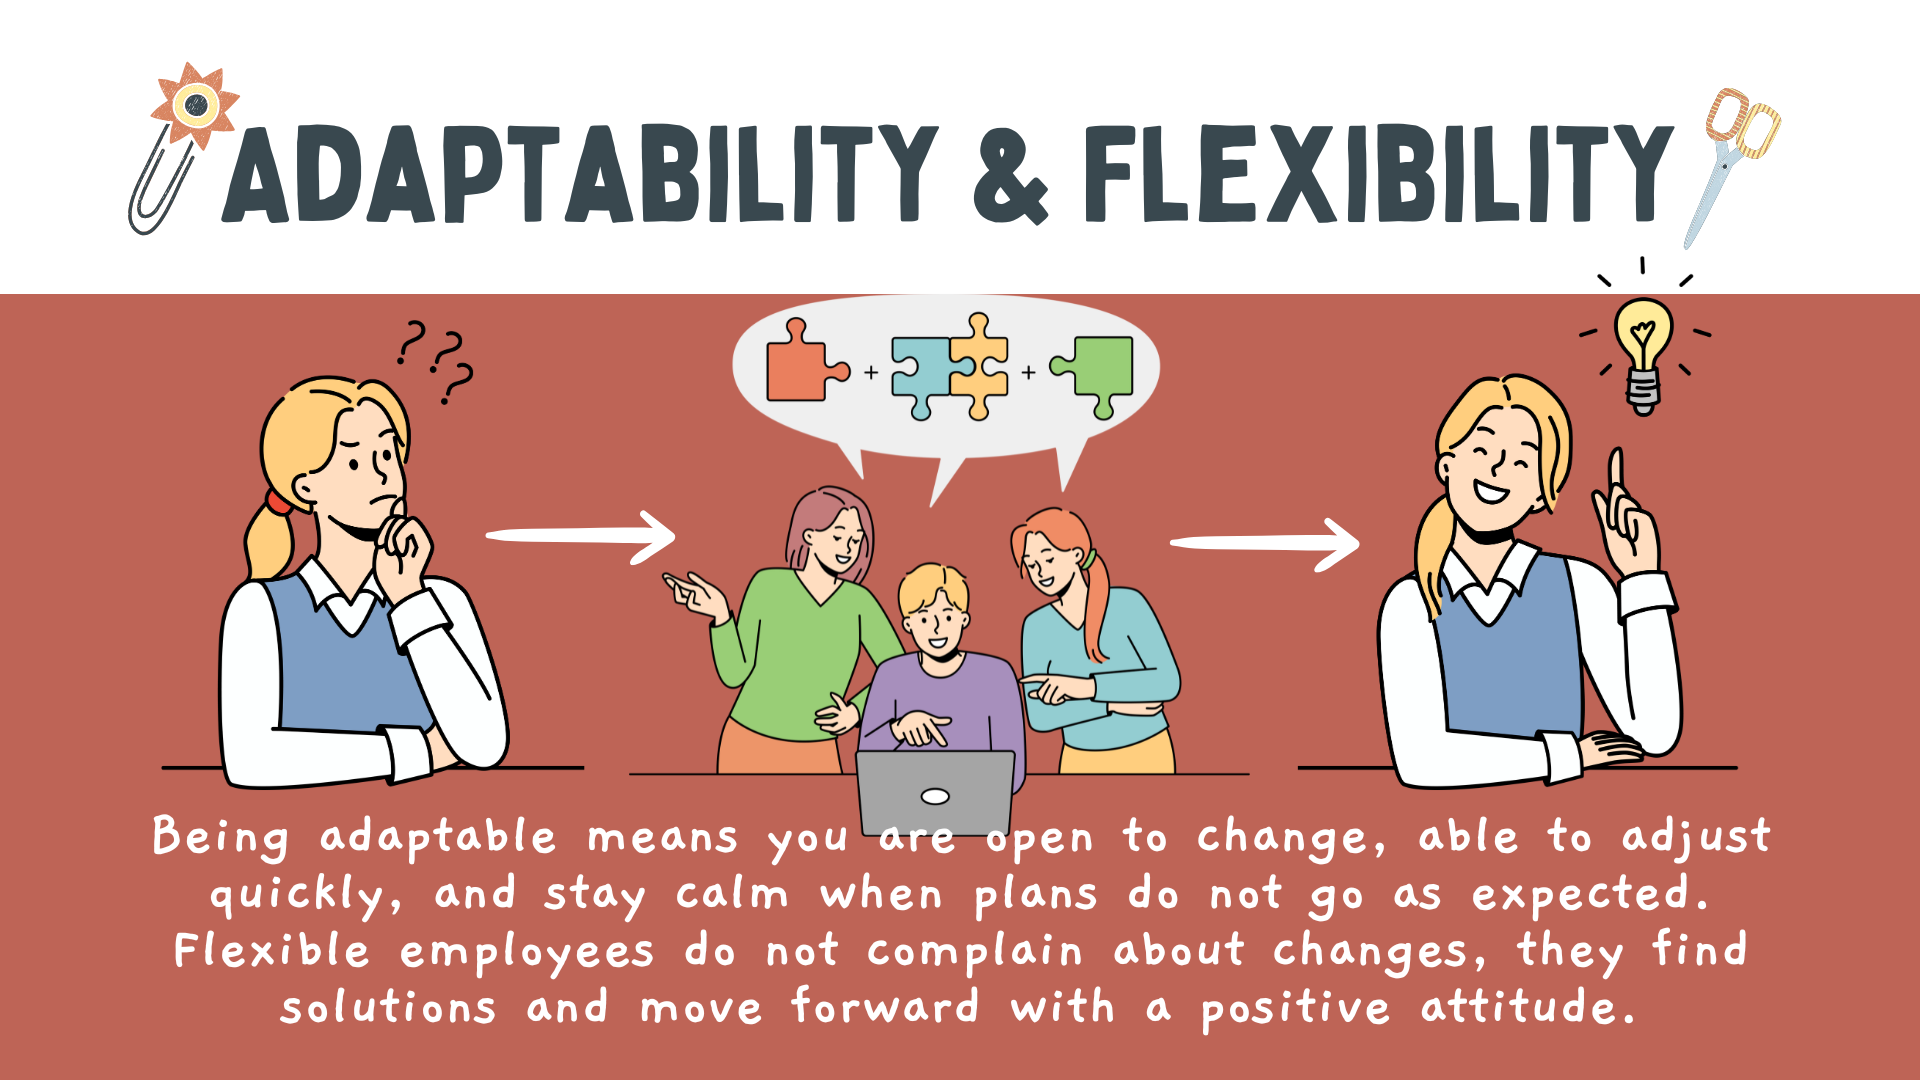 ADAPTABILITY & FLEXIBILITY
? ? ?
+ +
Being adaptable means you are open to change, able to adjust
quickly, and stay calm when plans do not go as expected.
Flexible employees do not complain about changes, they find
solutions and move forward with a positive attitude.